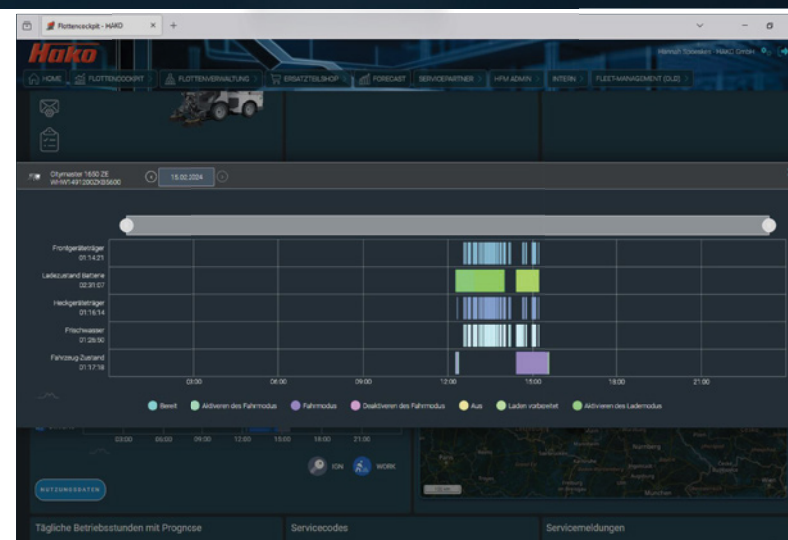 Flottencockpit - HAKO
Hako
HOME
FLOTTENCOCKPIT
FLOTTENVERWALTUNG
ERSATZTEILSHOP
FORECAST
SERVICEPARTNER
HFM ADMIN
INTERN
FLEET-MANAGEMENT (OLD)
Citymaster 1650 ZE
15.02.2024
Frontgeräteträger
01:14:21
Ladezustand Batterie
02:31:07
Heckgeräteträger
01:16:14
Frischwasser
01:26:50
Fahrzeug-Zustand
01:17:18
03:00 06:00 09:00 12:00 15:00 18:00 21:00
Bereit Aktivieren des Fahrmodus Fahrmodus Deaktivieren des Fahrmodus Aus Laden vorbereitet Aktivieren des Lademodus
03:00 06:00 09:00 12:00 15:00 18:00 21:00
ION WORK
NUTZUNGSDATEN
Nürnberg
München
Wien
Tägliche Betriebsstunden mit Prognose
Servicecodes
Servicemeldungen